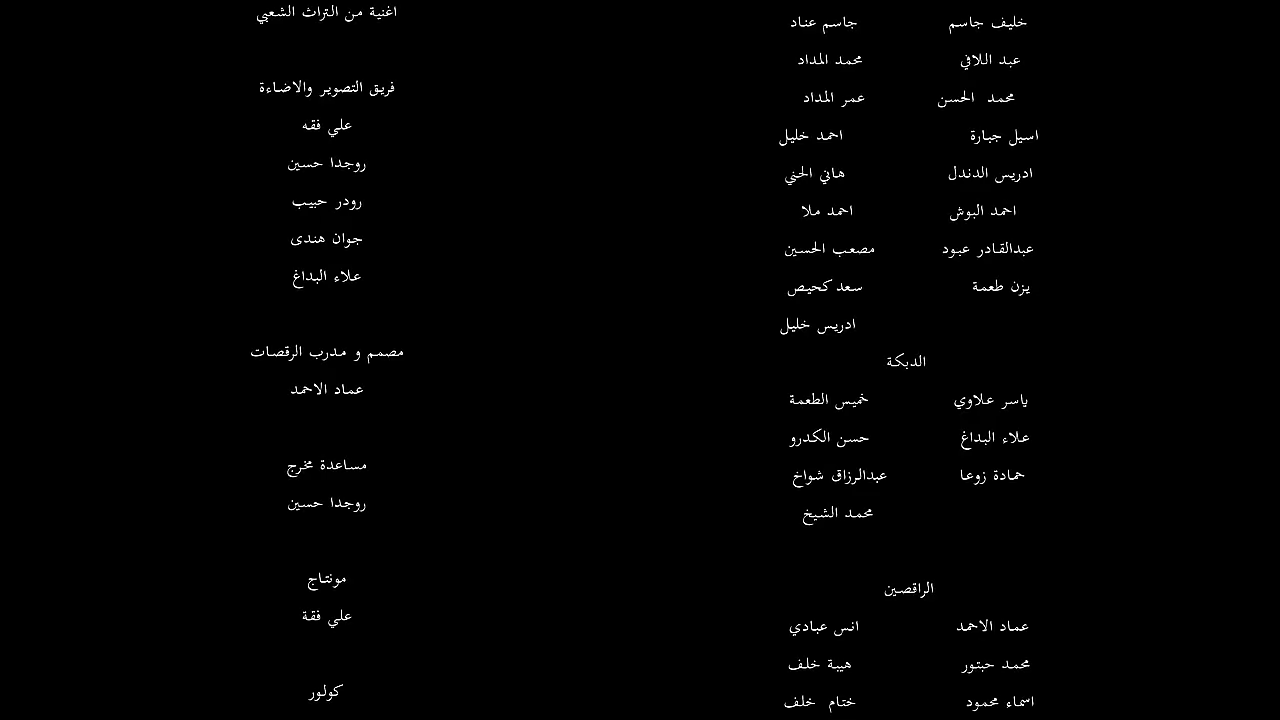 خليف جاسم جاسم عناد
عبد اللافي محمد المداد
محمد الحسن عمر المداد
اسيل جبارة احمد خليل
ادريس الدندل هاني الحني
احمد البوش احمد ملا
عبدالقادر عبود مصعب الحسين
يزن طعمة سعد كحيص
ادريس خليل
الدبكة
ياسر علاوي خميس الطعمة
علاء البداغ حسن الكدرو
حمادة زوعا عبدالرزاق شواخ
محمد الشيخ
الراقصين
عماد الاحمد انس عبادي
محمد حبتور هيبة خلف
اسماء محمود ختام خلف
اغنية من التراث الشعبي
فريق التصوير والاضاءة
علي فقه
روجدا حسين
رودر حبيب
جوان هندى
علاء البداغ
مصمم و مدرب الرقصات
عماد الاحمد
مساعدة مخرج
روجدا حسين
مونتاج
علي فقة
كولور